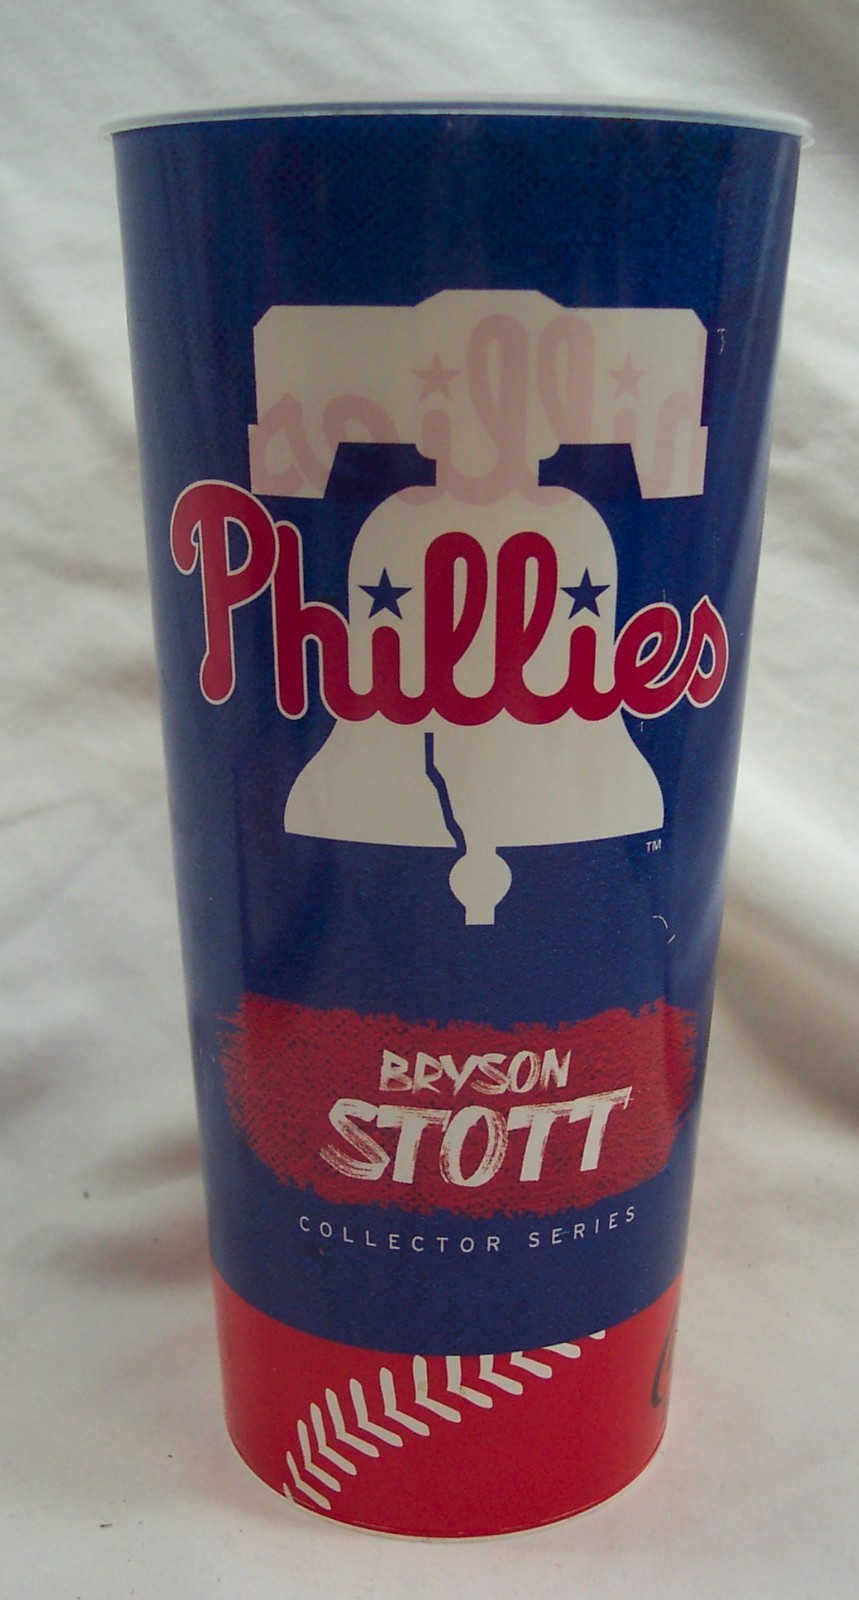 Phillies
TM
BRYSON
STOTT
COLLECTOR SERIES